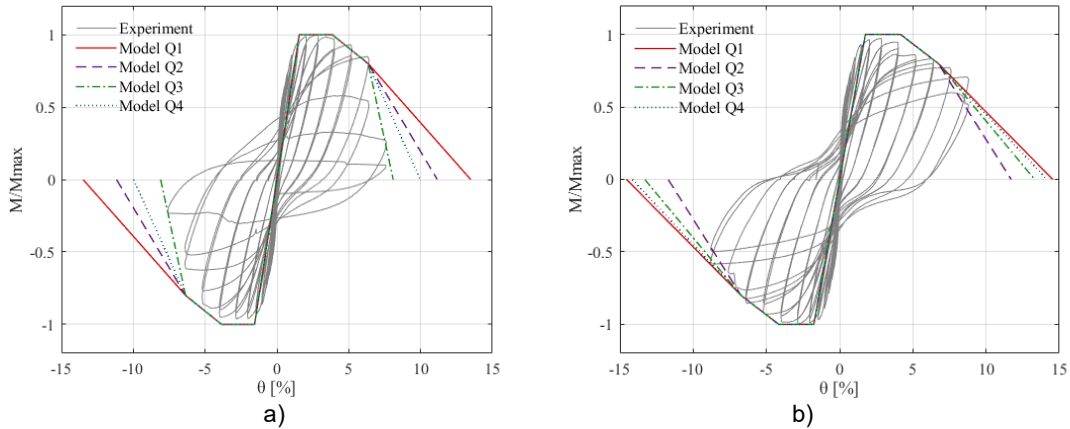 Experiment
Model Q1
Model Q2
Model Q3
Model Q4
M/Mmax
1
0.5
0
-0.5
-1
-15 -10 -5 0 5 10 15
θ [%]
a)
Experiment
Model Q1
Model Q2
Model Q3
Model Q4
M/Mmax
1
0.5
0
-0.5
-1
-15 -10 -5 0 5 10 15
θ [%]
b)